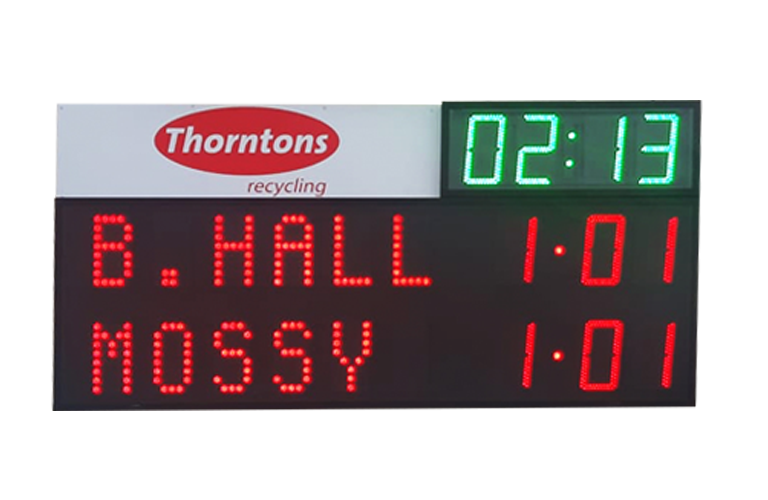 Thorntons
recycling
02:13
B.HALL 1·01
MOSSY 1·01